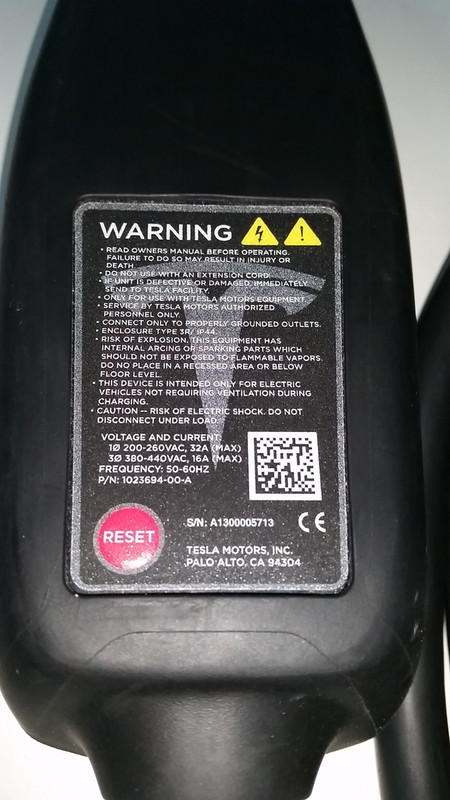 WARNING
• READ OWNERS MANUAL BEFORE OPERATING.
FAILURE TO DO SO MAY RESULT IN INJURY OR
DEATH
• DO NOT USE WITH AN EXTENSION CORD.
• IF UNIT IS DEFECTIVE OR DAMAGED, IMMEDIATELY
SEND TO TESLA FACILITY.
• ONLY FOR USE WITH TESLA MOTORS EQUIPMENT.
• SERVICE BY TESLA MOTORS AUTHORIZED
PERSONNEL ONLY
• CONNECT ONLY TO PROPERLY GROUNDED OUTLETS.
• ENCLOSURE TYPE 3R/ IP44.
• RISK OF EXPLOSION. THIS EQUIPMENT HAS
INTERNAL ARCING OR SPARKING PARTS WHICH
SHOULD NOT BE EXPOSED TO FLAMMABLE VAPORS.
DO NO PLACE IN A RECESSED AREA OR BELOW
FLOOR LEVEL.
• THIS DEVICE IS INTENDED ONLY FOR ELECTRIC
VEHICLES NOT REQUIRING VENTILATION DURING
CHARGING.
• CAUTION -- RISK OF ELECTRIC SHOCK. DO NOT
DISCONNECT UNDER LOAD.
VOLTAGE AND CURRENT:
1Ø 200-260VAC, 32A (MAX)
3Ø 380-440VAC, 16A (MAX)
FREQUENCY: 50-60HZ
P/N: 1023694-00-A
RESET
S/N: A1300005713
CE
TESLA MOTORS, INC.
PALO ALTO, CA 94304